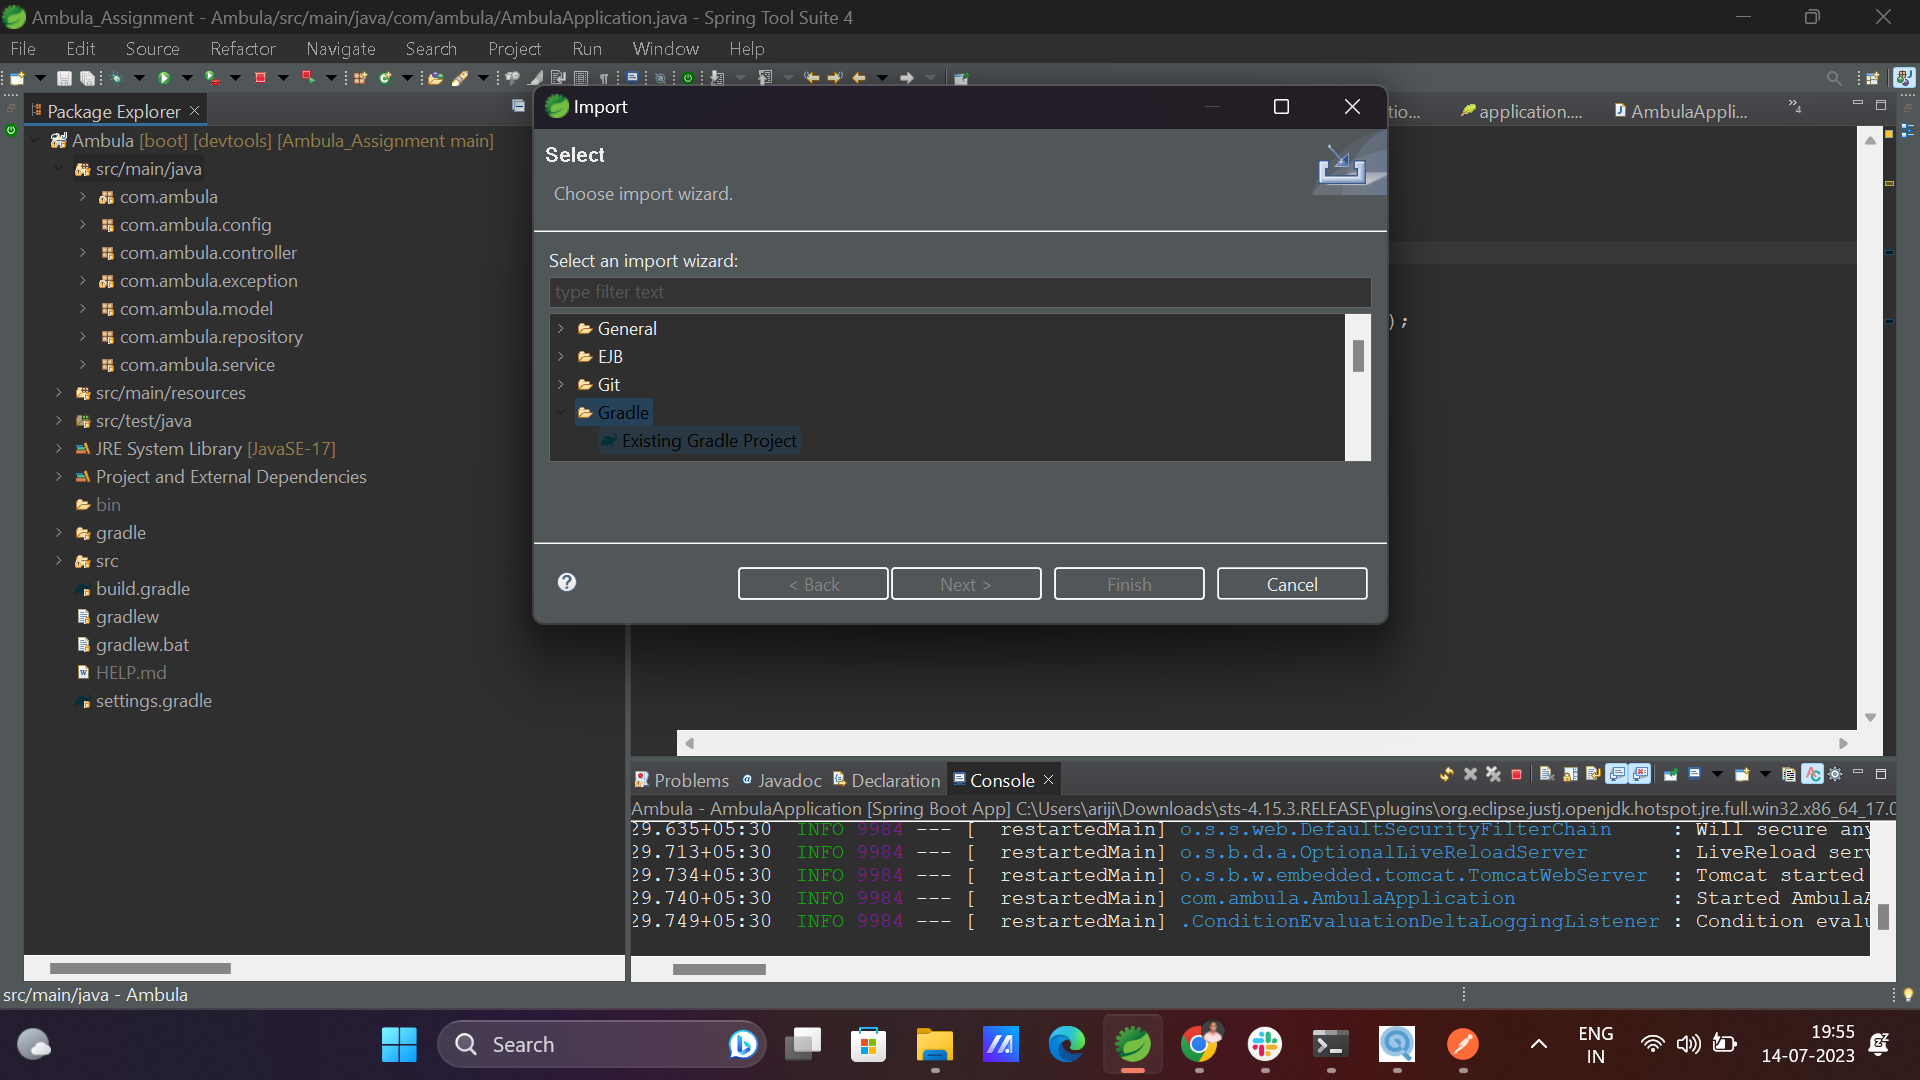 Ambula_Assignment - Ambula/src/main/java/com/ambula/AmbulaApplication.java - Spring Tool Suite 4
File Edit Source Refactor Navigate Search Project Run Window Help
Package Explorer
Ambula [boot] [devtools] [Ambula_Assignment main]
src/main/java
com.ambula
com.ambula.config
com.ambula.controller
com.ambula.exception
com.ambula.model
com.ambula.repository
com.ambula.service
src/main/resources
src/test/java
JRE System Library [JavaSE-17]
Project and External Dependencies
bin
gradle
src
build.gradle
gradlew
gradlew.bat
HELP.md
settings.gradle
Import
Select
Choose import wizard.
Select an import wizard:
type filter text
General
EJB
Git
Gradle
Existing Gradle Project
< Back Next > Finish Cancel
tio... application.... AmbulaAppli... »4
);
Problems Javadoc Declaration Console
Ambula - AmbulaApplication [Spring Boot App] C:\Users\ariji\Downloads\sts-4.15.3.RELEASE\plugins\org.eclipse.justj.openjdk.hotspot.jre.full.win32.x86_64_17.0
29.635+05:30 INFO 9984 --- [ restartedMain] o.s.s.web.DefaultSecurityFilterChain : Will secure any
29.713+05:30 INFO 9984 --- [ restartedMain] o.s.b.d.a.OptionalLiveReloadServer : LiveReload serv
29.734+05:30 INFO 9984 --- [ restartedMain] o.s.b.w.embedded.tomcat.TomcatWebServer : Tomcat started
29.740+05:30 INFO 9984 --- [ restartedMain] com.ambula.AmbulaApplication : Started AmbulaA
29.749+05:30 INFO 9984 --- [ restartedMain] .ConditionEvaluationDeltaLoggingListener : Condition evalu
src/main/java - Ambula
Search
ENG
IN
19:55
14-07-2023